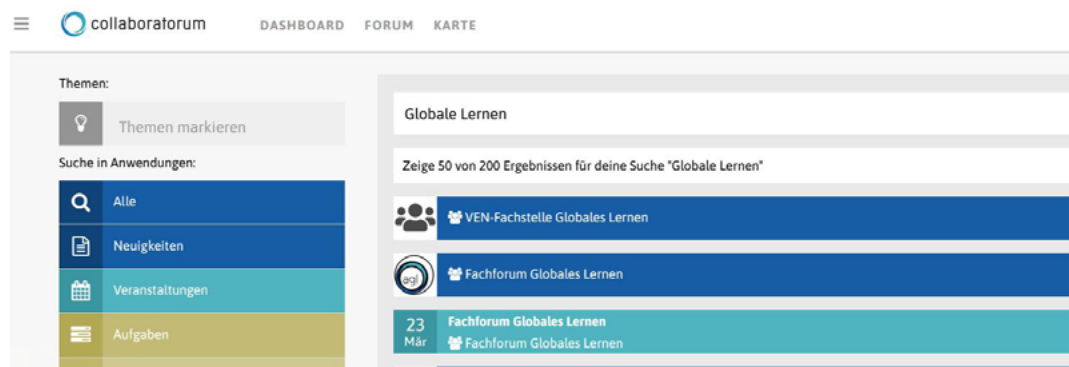 collaboratorum
DASHBOARD FORUM KARTE
Themen:
Themen markieren
Suche in Anwendungen:
Alle
Neuigkeiten
Veranstaltungen
Aufgaben
Globale Lernen
Zeige 50 von 200 Ergebnissen für deine Suche "Globale Lernen"
VEN-Fachstelle Globales Lernen
agl
Fachforum Globales Lernen
23
Mär
Fachforum Globales Lernen
Fachforum Globales Lernen